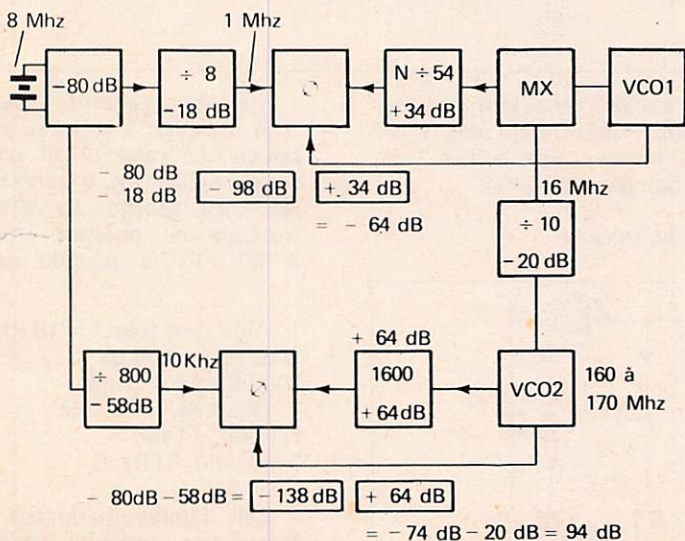 8 Mhz
1 Mhz
−80 dB
÷ 8
−18 dB
∅
N ÷ 54
+34 dB
MX
VCO1
− 80 dB
− 18 dB
− 98 dB
+ 34 dB
= − 64 dB
16 Mhz
÷ 10
−20 dB
÷ 800
− 58dB
10 Khz
∅
+ 64 dB
1600
+64 dB
VCO2
160 à
170 Mhz
− 80dB −58dB = − 138 dB + 64 dB
= −74 dB − 20 dB = 94 dB